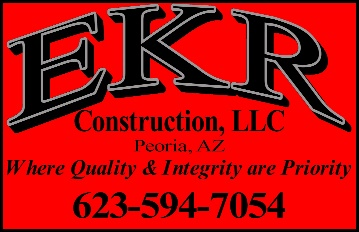 EKR
Construction, LLC
Peoria, AZ
Where Quality & Integrity are Priority
623-594-7054